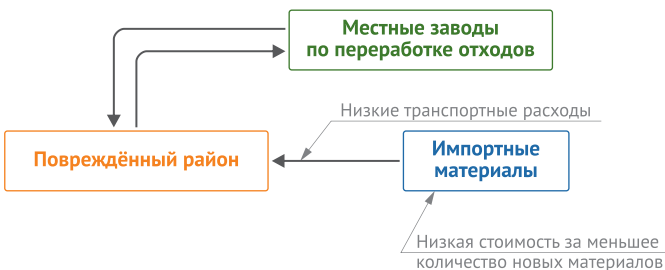 Местные заводы
по переработке отходов
Низкие транспортные расходы
Повреждённый район
Импортные
материалы
Низкая стоимость за меньшее
количество новых материалов